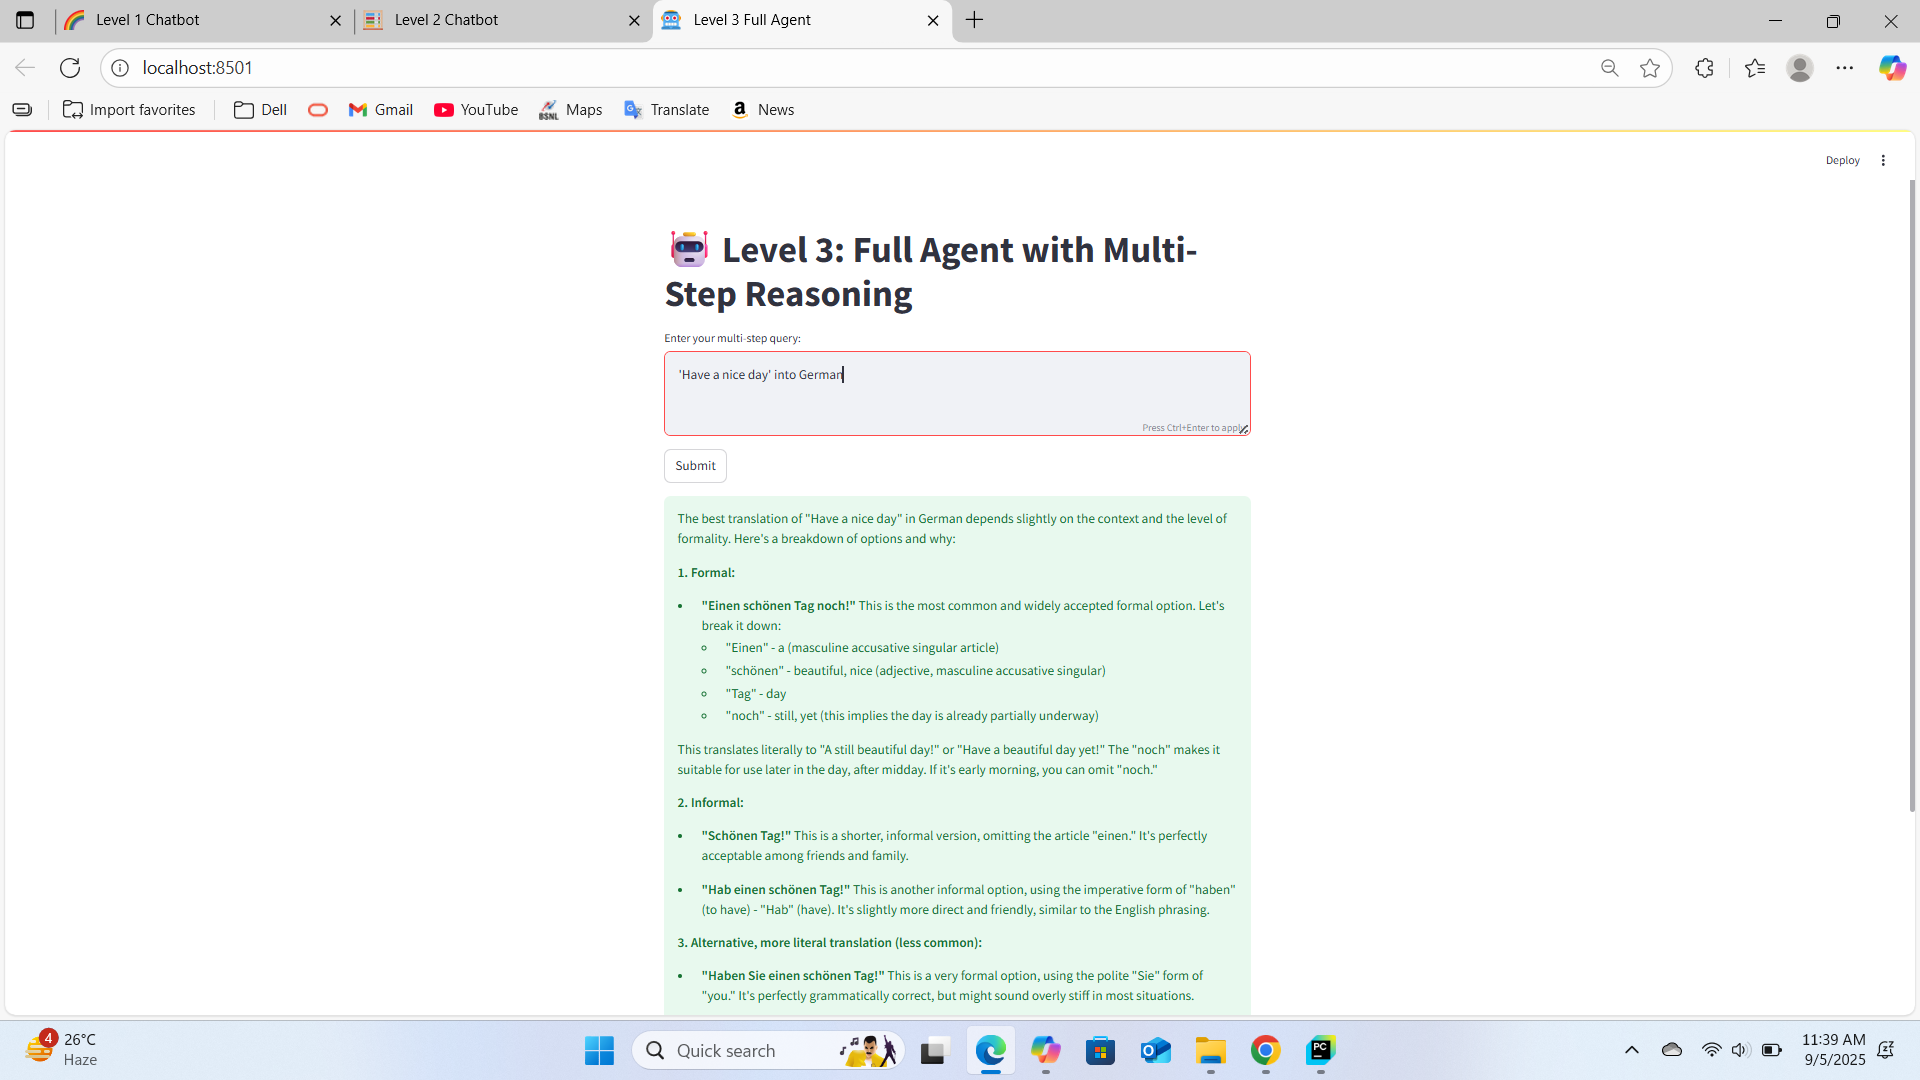 Level 1 Chatbot
Level 2 Chatbot
Level 3 Full Agent
localhost:8501
Import favorites
Dell
Gmail
YouTube
BSNL
Maps
Translate
News
Deploy
Level 3: Full Agent with Multi-
Step Reasoning
Enter your multi-step query:
'Have a nice day' into German
Press Ctrl+Enter to apply
Submit
The best translation of "Have a nice day" in German depends slightly on the context and the level of
formality. Here's a breakdown of options and why:
1. Formal:
• "Einen schönen Tag noch!" This is the most common and widely accepted formal option. Let's
break it down:
◦ "Einen" - a (masculine accusative singular article)
◦ "schönen" - beautiful, nice (adjective, masculine accusative singular)
◦ "Tag" - day
◦ "noch" - still, yet (this implies the day is already partially underway)
This translates literally to "A still beautiful day!" or "Have a beautiful day yet!" The "noch" makes it
suitable for use later in the day, after midday. If it's early morning, you can omit "noch."
2. Informal:
• "Schönen Tag!" This is a shorter, informal version, omitting the article "einen." It's perfectly
acceptable among friends and family.
• "Hab einen schönen Tag!" This is another informal option, using the imperative form of "haben"
(to have) - "Hab" (have). It's slightly more direct and friendly, similar to the English phrasing.
3. Alternative, more literal translation (less common):
• "Haben Sie einen schönen Tag!" This is a very formal option, using the polite "Sie" form of
"you." It's perfectly grammatically correct, but might sound overly stiff in most situations.
4
26°C
Haze
Quick search
PC
11:39 AM
9/5/2025